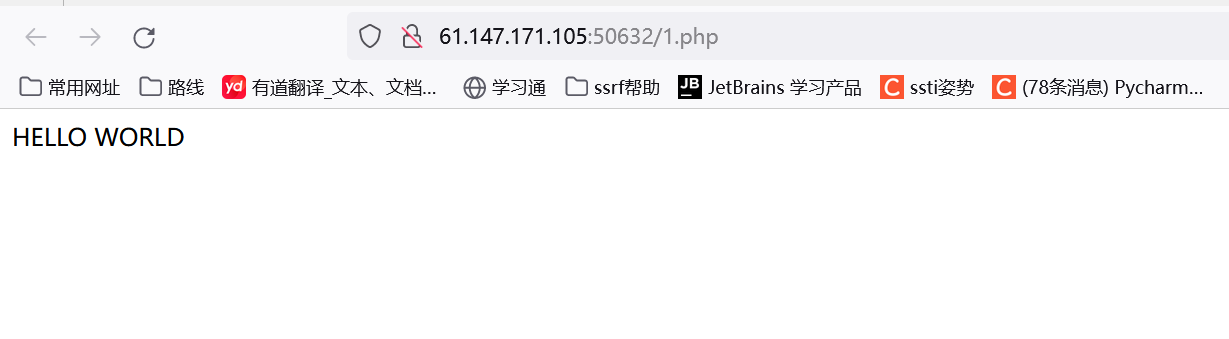 61.147.171.105:50632/1.php
常用网址 路线 yd 有道翻译_文本、文档... 学习通 ssrf帮助 JB JetBrains 学习产品 C ssti姿势 C (78条消息) Pycharm...
HELLO WORLD